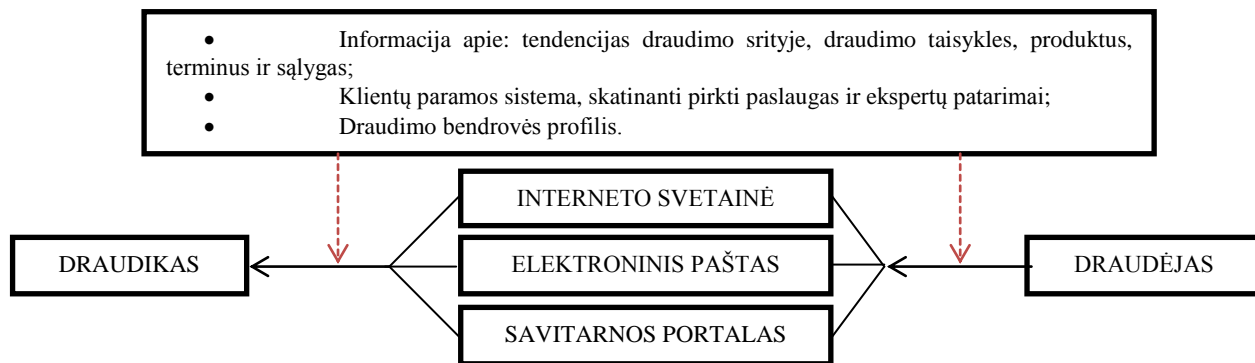 • Informacija apie: tendencijas draudimo srityje, draudimo taisykles, produktus,
terminus ir sąlygas;
• Klientų paramos sistema, skatinanti pirkti paslaugas ir ekspertų patarimai;
• Draudimo bendrovės profilis.
INTERNETO SVETAINĖ
DRAUDIKAS
ELEKTRONINIS PAŠTAS
DRAUDĖJAS
SAVITARNOS PORTALAS